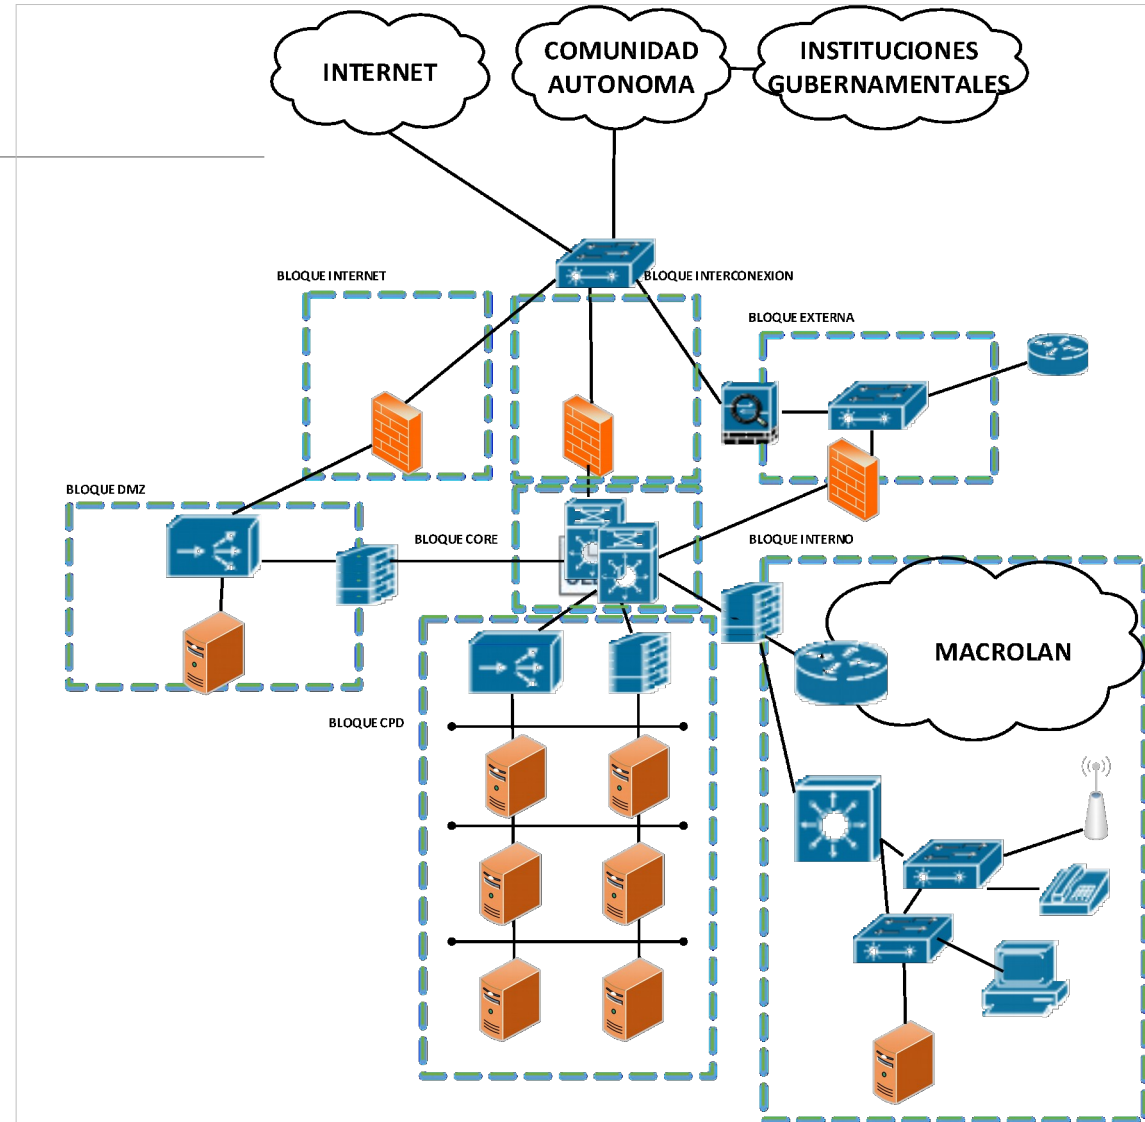 INTERNET
COMUNIDAD
AUTONOMA
INSTITUCIONES
GUBERNAMENTALES
BLOQUE INTERNET
BLOQUE INTERCONEXION
BLOQUE EXTERNA
BLOQUE DMZ
BLOQUE CORE
BLOQUE INTERNO
MACROLAN
BLOQUE CPD